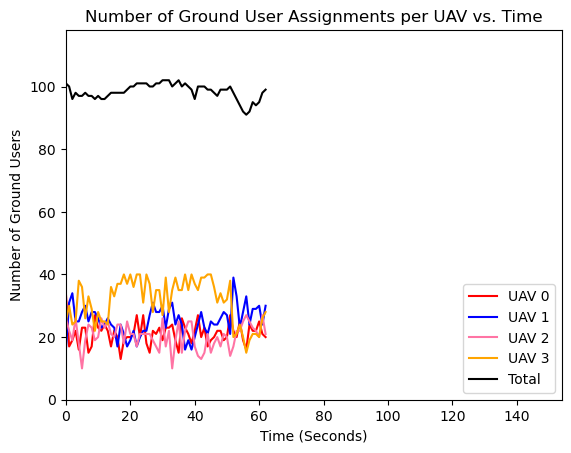 Number of Ground User Assignments per UAV vs. Time
Number of Ground Users
100
80
60
40
20
0
0 20 40 60 80 100 120 140
Time (Seconds)
UAV 0
UAV 1
UAV 2
UAV 3
Total